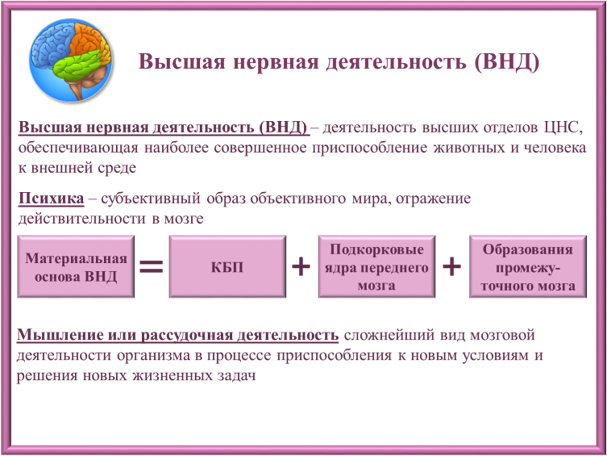 Высшая нервная деятельность (ВНД)
Высшая нервная деятельность (ВНД) – деятельность высших отделов ЦНС,
обеспечивающая наиболее совершенное приспособление животных и человека
к внешней среде
Психика – субъективный образ объективного мира, отражение
действительности в мозге
Материальная
основа ВНД
=
КБП
+
Подкорковые
ядра переднего
мозга
+
Образования
промежу-
точного мозга
Мышление или рассудочная деятельность сложнейший вид мозговой
деятельности организма в процессе приспособления к новым условиям и
решения новых жизненных задач